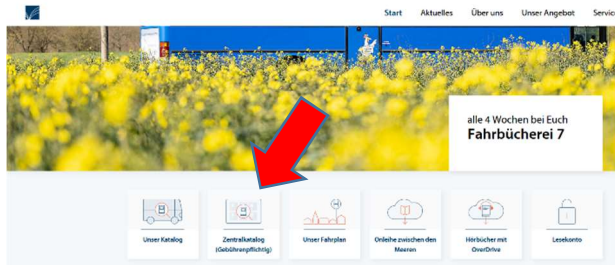 Start Aktuelles Über uns Unser Angebot Servic
alle 4 Wochen bei Euch
Fahrbücherei 7
Unser Katalog
Zentralkatalog
(Gebührenpflichtig)
Unser Fahrplan
Onleihe zwischen den
Meeren
Hörbücher mit
OverDrive
Lesekonto